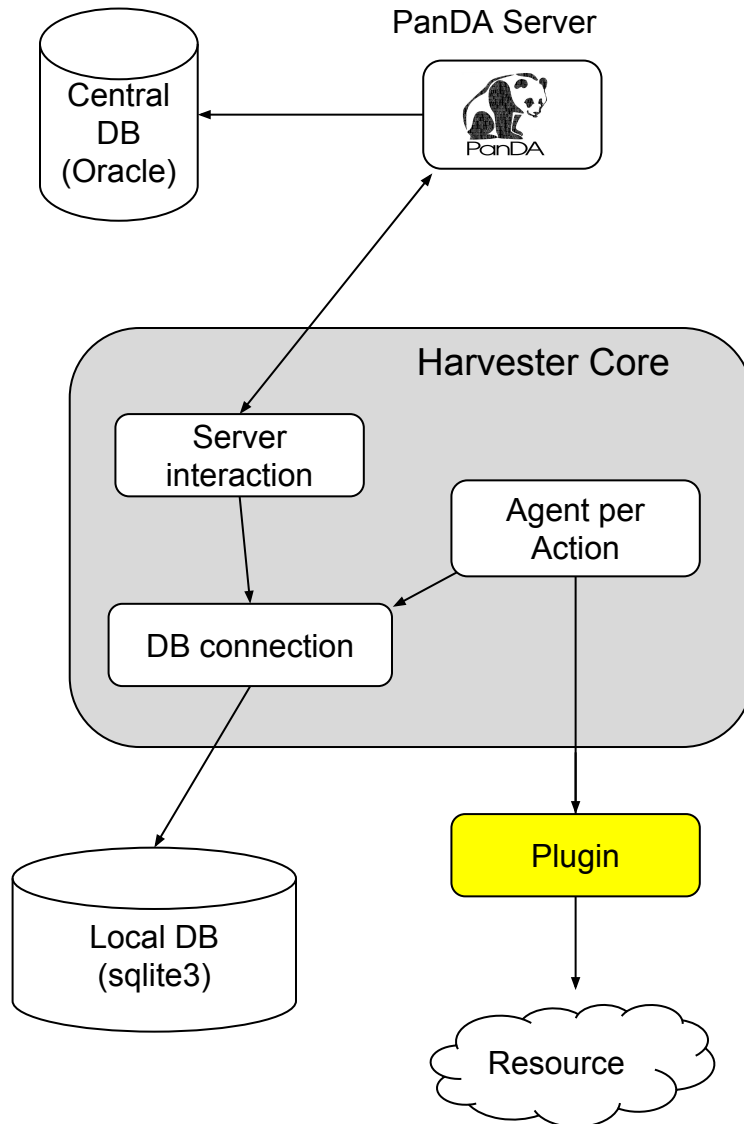 PanDA Server
Central
DB
(Oracle)
PanDA
Harvester Core
Server
interaction
Agent per
Action
DB connection
Plugin
Local DB
(sqlite3)
Resource